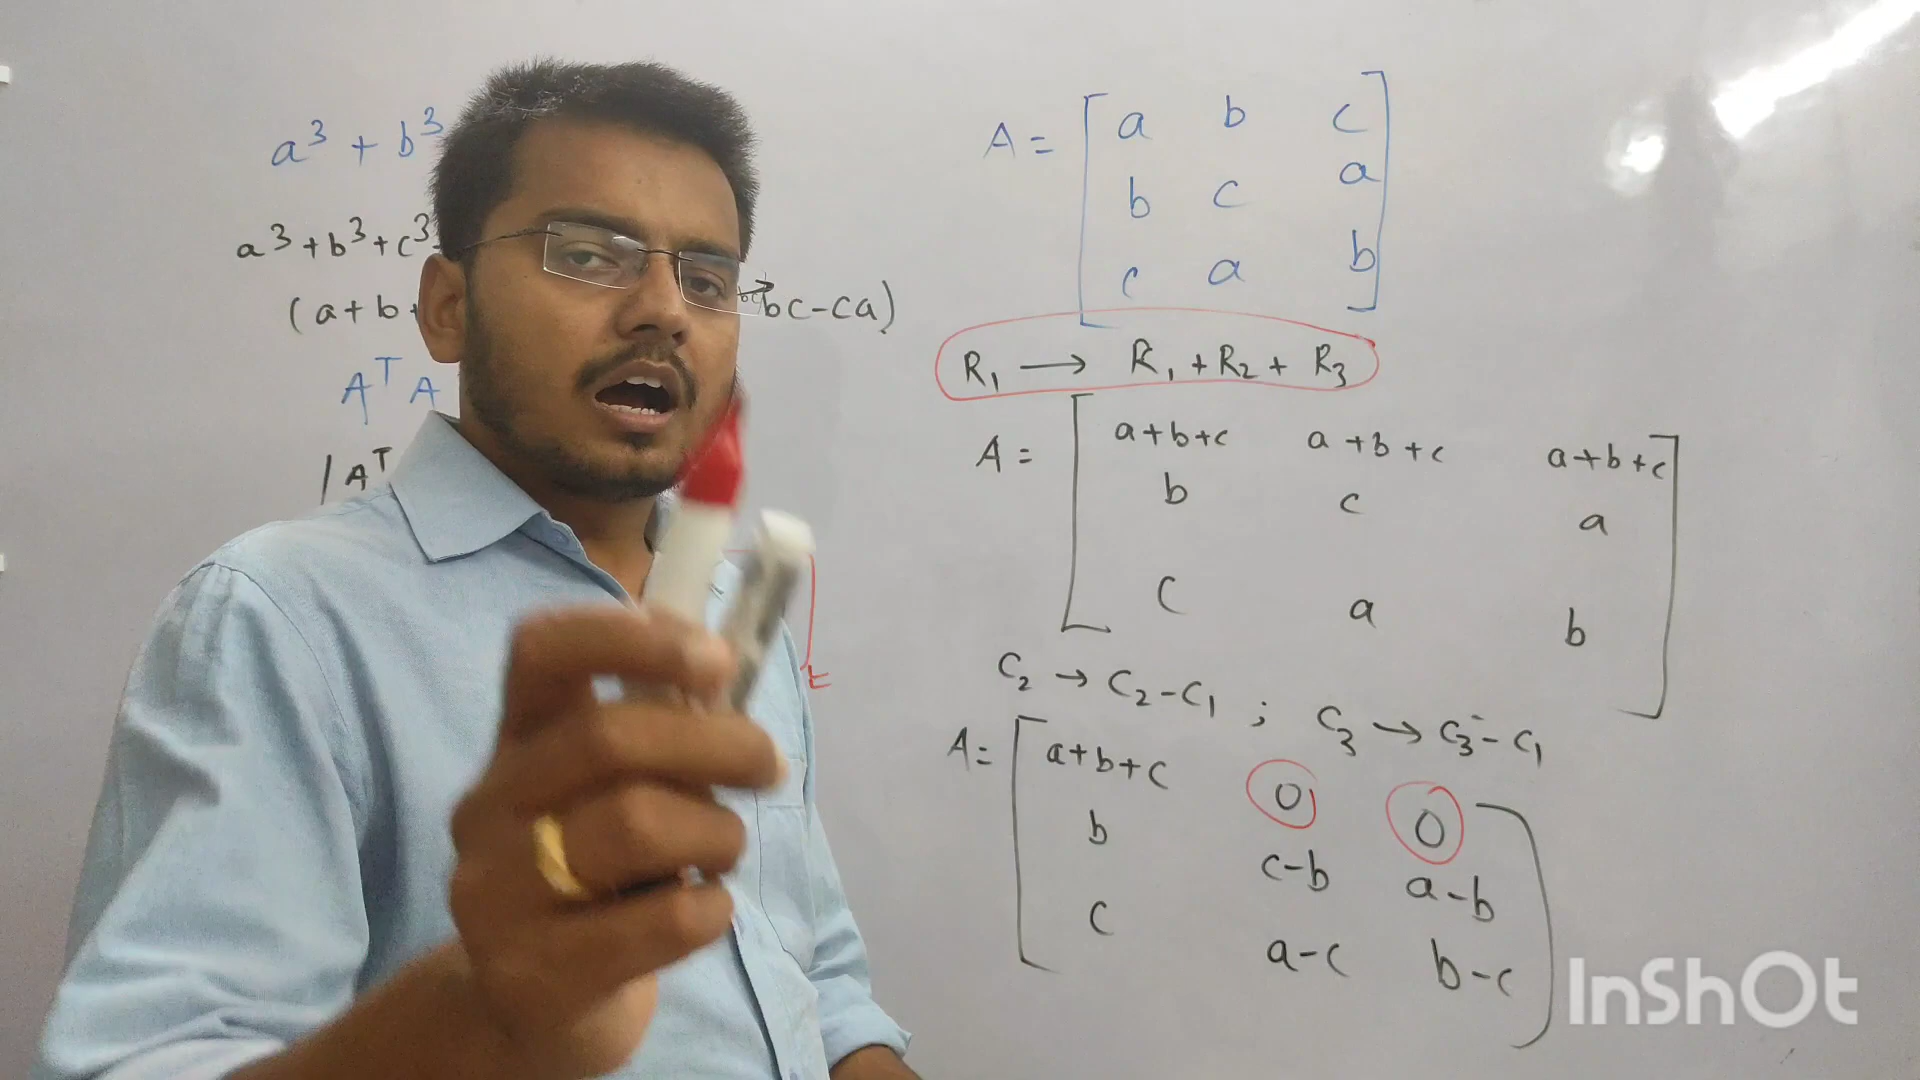 a³ + b³
a³ + b³ + c³
(a+b+ bc-ca)
Aᵀ A
| Aᵀ
A = [ a b c
b c a
c a b ]
R₁ → R₁ + R₂ + R₃
A = [ a+b+c a+b+c a+b+c
b c a
c a b ]
C₂ → C₂-C₁ ; C₃ → C₃-C₁
A = [ a+b+c 0 0
b c-b a-b
c a-c b-c ]
InShOt